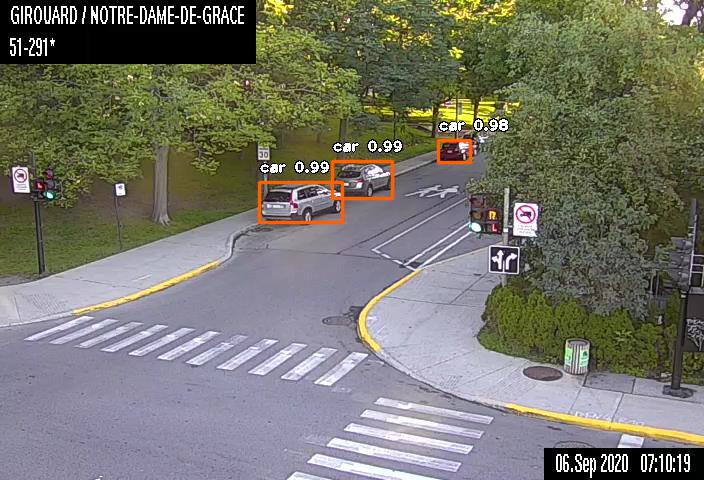 GIROUARD / NOTRE-DAME-DE-GRACE
51-291*
car 0.98
car 0.99
car 0.99
30
06.Sep 2020 07:10:19